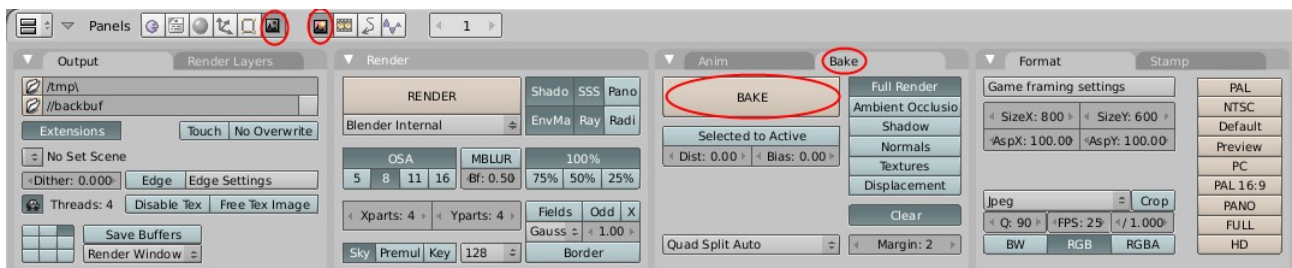 Panels 1
Output Render Layers
/tmp\
//backbuf
Extensions Touch No Overwrite
No Set Scene
Dither: 0.000 Edge Edge Settings
Threads: 4 Disable Tex Free Tex Image
Save Buffers
Render Window
Render
RENDER Shado SSS Pano
Blender Internal EnvMa Ray Radi
OSA MBLUR 100%
5 8 11 16 Bf: 0.50 75% 50% 25%
Xparts: 4 Yparts: 4 Fields Odd X
Gauss 1.00
Sky Premul Key 128 Border
Anim Bake
BAKE Full Render
Ambient Occlusio
Selected to Active Shadow
Dist: 0.00 Bias: 0.00 Normals
Textures
Displacement
Clear
Quad Split Auto Margin: 2
Format Stamp
Game framing settings PAL
SizeX: 800 SizeY: 600 NTSC
Default
AspX: 100.00 AspY: 100.00 Preview
PC
PAL 16:9
Jpeg Crop PANO
Q: 90 FPS: 25 / 1.000 FULL
BW RGB RGBA HD